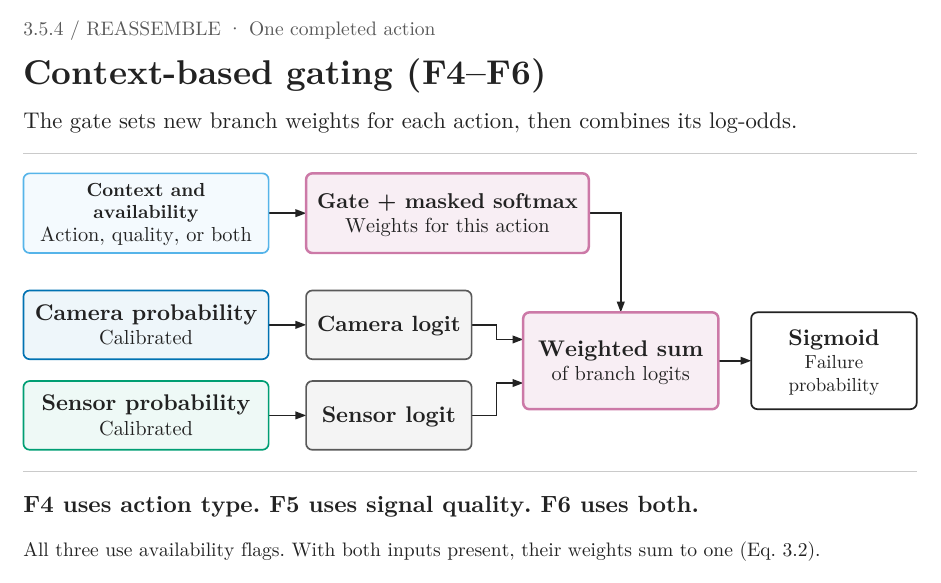 3.5.4 / REASSEMBLE · One completed action
Context-based gating (F4–F6)
The gate sets new branch weights for each action, then combines its log-odds.
Context and
availability
Action, quality, or both
Gate + masked softmax
Weights for this action
Camera probability
Calibrated
Camera logit
Sensor probability
Calibrated
Sensor logit
Weighted sum
of branch logits
Sigmoid
Failure
probability
F4 uses action type. F5 uses signal quality. F6 uses both.
All three use availability flags. With both inputs present, their weights sum to one (Eq. 3.2).